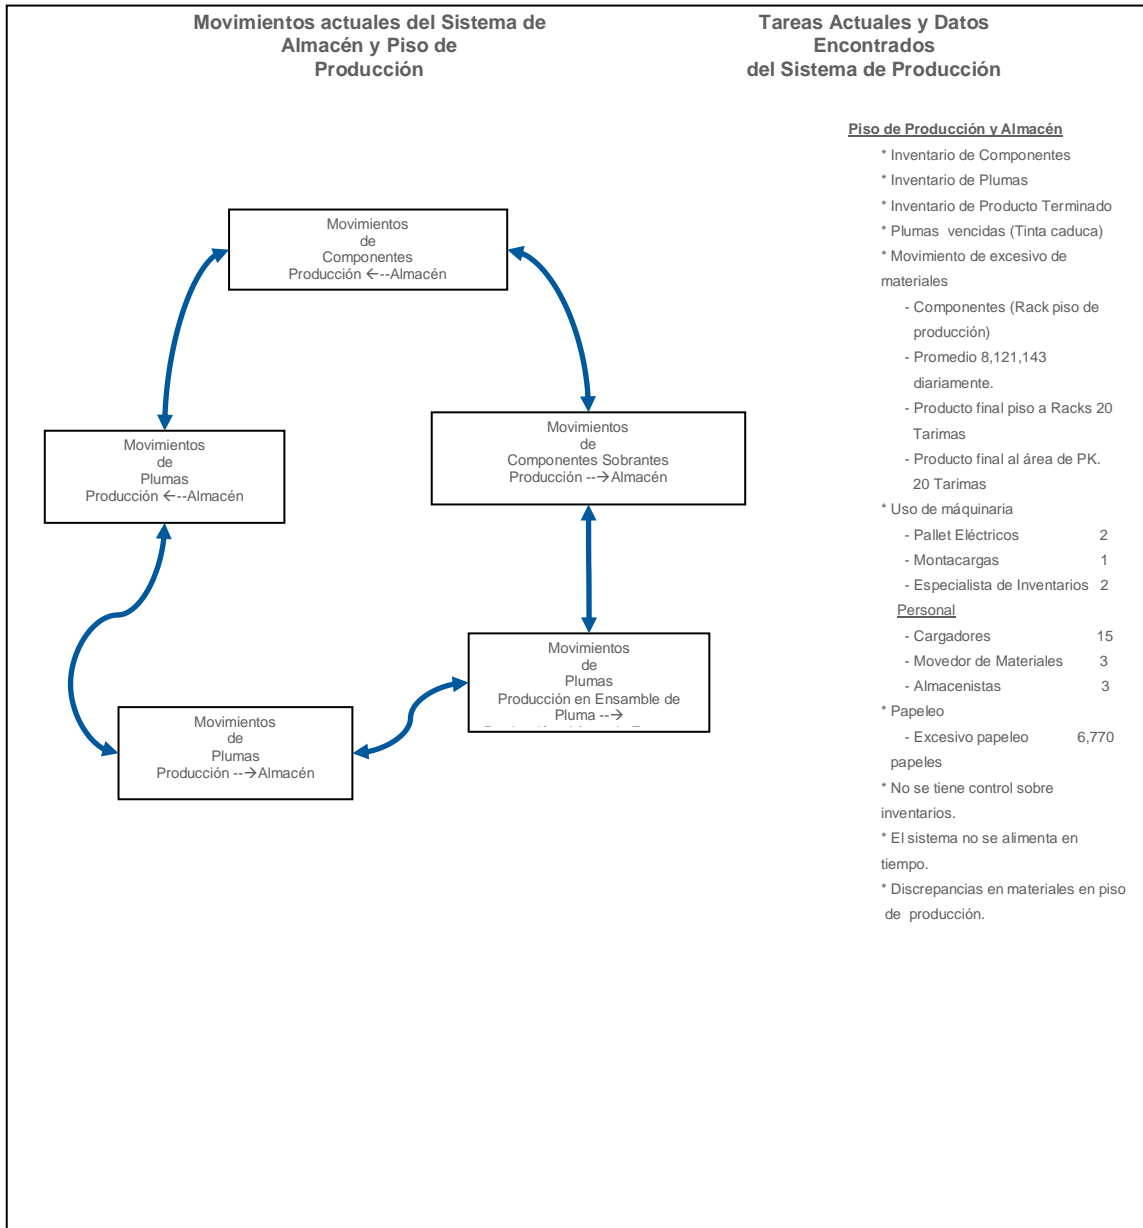 Movimientos actuales del Sistema de
Almacén y Piso de
Producción
Tareas Actuales y Datos
Encontrados
del Sistema de Producción
Movimientos
de
Componentes
Producción ←--Almacén
Movimientos
de
Plumas
Producción ←--Almacén
Movimientos
de
Componentes Sobrantes
Producción --→Almacén
Movimientos
de
Plumas
Producción en Ensamble de
Pluma --→
Movimientos
de
Plumas
Producción --→Almacén
Piso de Producción y Almacén
* Inventario de Componentes
* Inventario de Plumas
* Inventario de Producto Terminado
* Plumas vencidas (Tinta caduca)
* Movimiento de excesivo de
materiales
- Componentes (Rack piso de
producción)
- Promedio 8,121,143
diariamente.
- Producto final piso a Racks 20
Tarimas
- Producto final al área de PK.
20 Tarimas
* Uso de máquinaria
- Pallet Eléctricos 2
- Montacargas 1
- Especialista de Inventarios 2
Personal
- Cargadores 15
- Movedor de Materiales 3
- Almacenistas 3
* Papeleo
- Excesivo papeleo 6,770
papeles
* No se tiene control sobre
inventarios.
* El sistema no se alimenta en
tiempo.
* Discrepancias en materiales en piso
de producción.